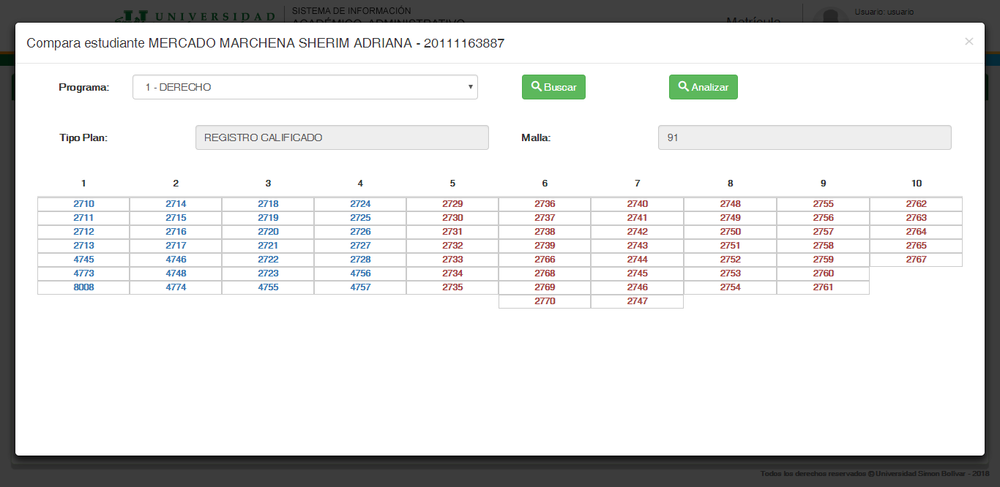 UNIVERSIDAD
SISTEMA DE INFORMACIÓN
ACADÉMICO ADMINISTRATIVO
Matrícula
Usuario: usuario
Compara estudiante MERCADO MARCHENA SHERIM ADRIANA - 20111163887
×
Programa: 1 - DERECHO Buscar Analizar
Tipo Plan: REGISTRO CALIFICADO Malla: 91
1 2 3 4 5 6 7 8 9 10
2710 2714 2718 2724 2729 2736 2740 2748 2755 2762
2711 2715 2719 2725 2730 2737 2741 2749 2756 2763
2712 2716 2720 2726 2731 2738 2742 2750 2757 2764
2713 2717 2721 2727 2732 2739 2743 2751 2758 2765
4745 4746 2722 2728 2733 2766 2744 2752 2759 2767
4773 4748 2723 4756 2734 2768 2745 2753 2760
8008 4774 4755 4757 2735 2769 2746 2754 2761
2770 2747
Todos los derechos reservados © Universidad Simon Bolivar - 2018